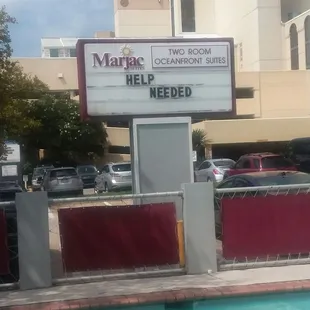 Marjac
TWO ROOM
OCEANFRONT SUITES
HELP
NEEDED